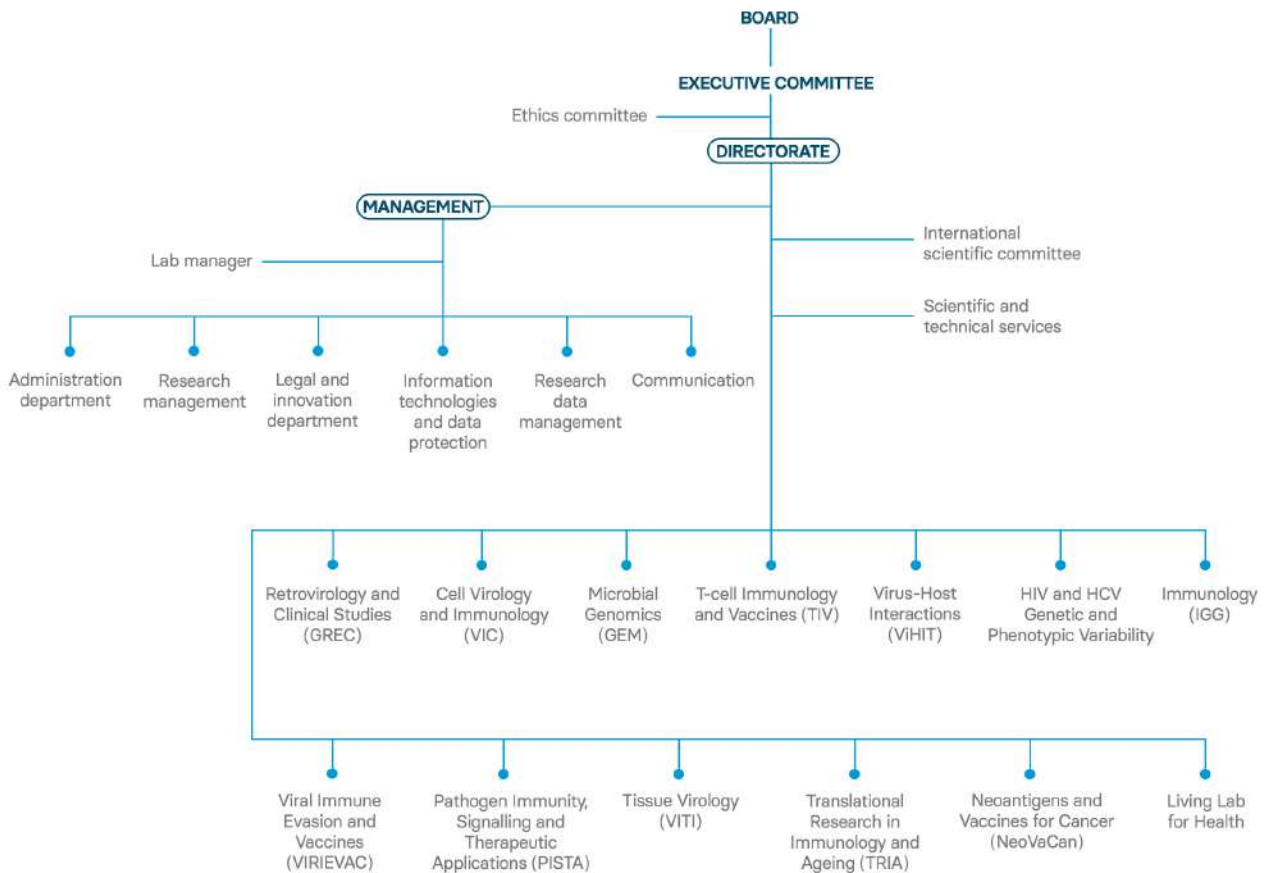 BOARD
EXECUTIVE COMMITTEE
Ethics committee
DIRECTORATE
MANAGEMENT
International
scientific committee
Lab manager
Scientific and
technical services
Administration
department
Research
management
Legal and
innovation
department
Information
technologies
and data
protection
Research
data
management
Communication
Retrovirology and
Clinical Studies
(GREC)
Cell Virology
and Immunology
(VIC)
Microbial
Genomics
(GEM)
T-cell Immunology
and Vaccines (TIV)
Virus-Host
Interactions
(ViHIT)
HIV and HCV
Genetic and
Phenotypic Variability
Immunology
(IGG)
Viral Immune
Evasion and
Vaccines
(VIRIEVAC)
Pathogen Immunity,
Signalling and
Therapeutic
Applications (PISTA)
Tissue Virology
(VITI)
Translational
Research in
Immunology and
Ageing (TRIA)
Neoantigens and
Vaccines for Cancer
(NeoVaCan)
Living Lab
for Health